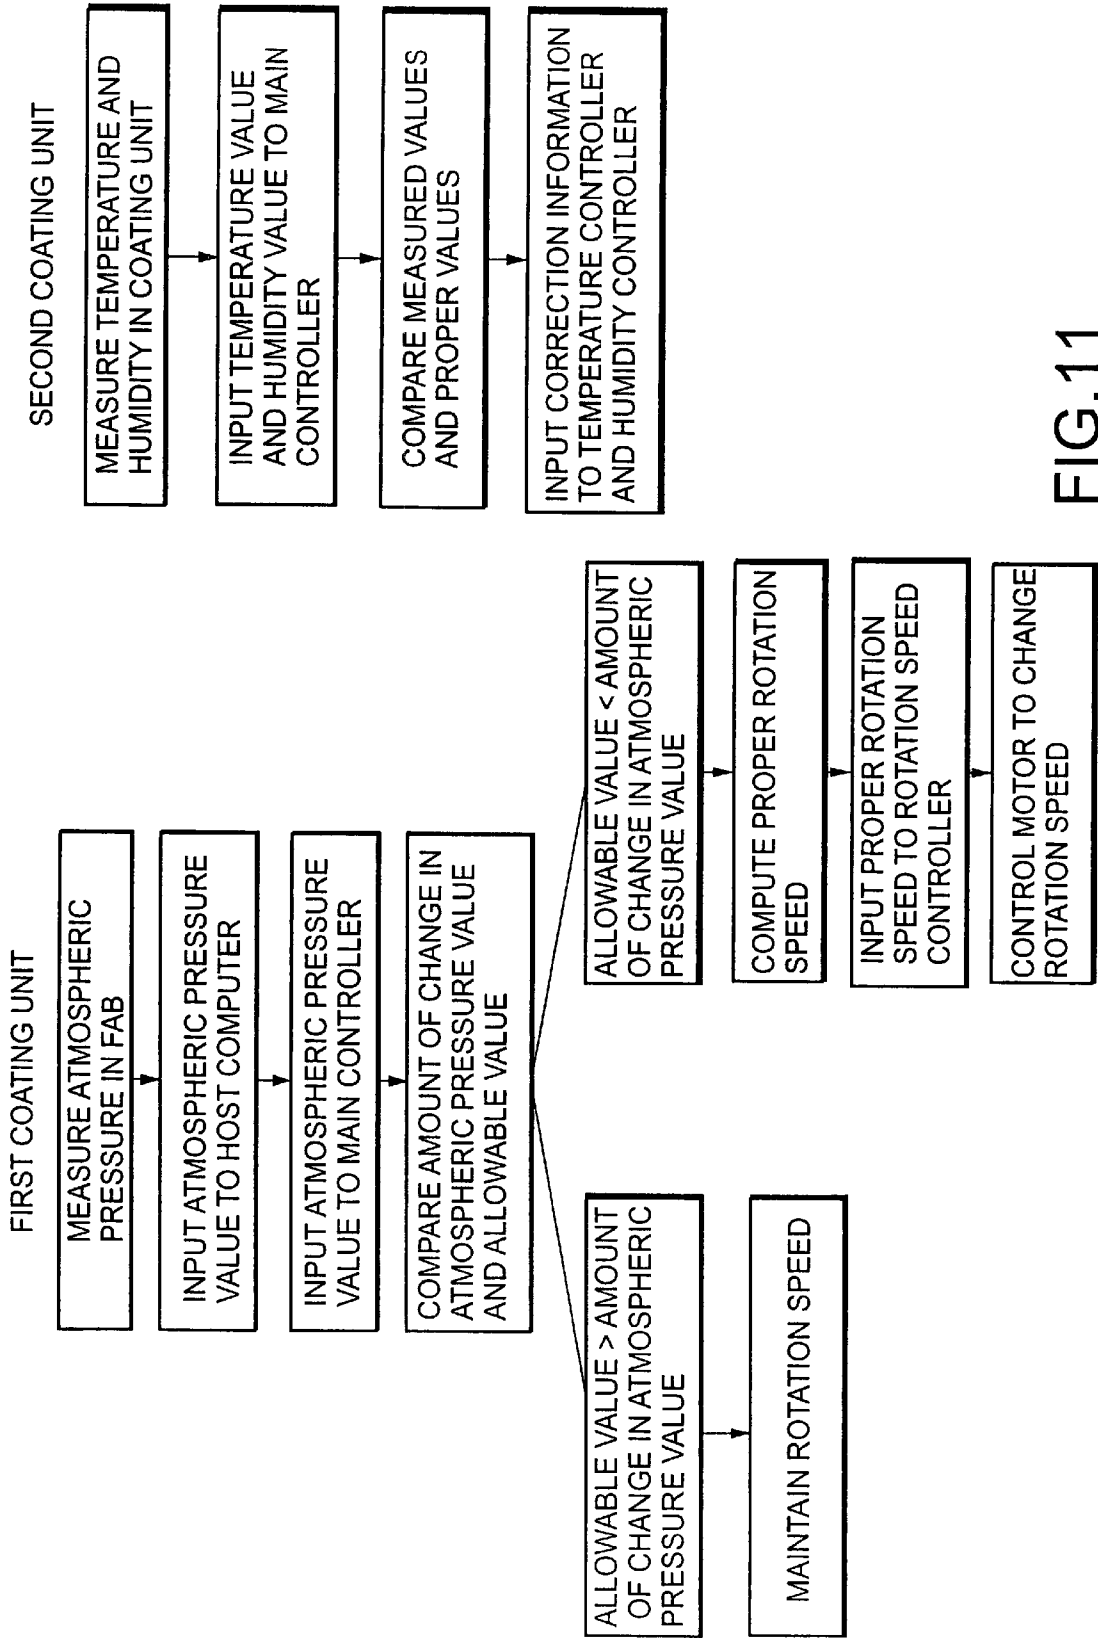 FIRST COATING UNIT
MEASURE ATMOSPHERIC
PRESSURE IN FAB
INPUT ATMOSPHERIC PRESSURE
VALUE TO HOST COMPUTER
INPUT ATMOSPHERIC PRESSURE
VALUE TO MAIN CONTROLLER
COMPARE AMOUNT OF CHANGE IN
ATMOSPHERIC PRESSURE VALUE
AND ALLOWABLE VALUE
ALLOWABLE VALUE > AMOUNT
OF CHANGE IN ATMOSPHERIC
PRESSURE VALUE
MAINTAIN ROTATION SPEED
ALLOWABLE VALUE < AMOUNT
OF CHANGE IN ATMOSPHERIC
PRESSURE VALUE
COMPUTE PROPER ROTATION
SPEED
INPUT PROPER ROTATION
SPEED TO ROTATION SPEED
CONTROLLER
CONTROL MOTOR TO CHANGE
ROTATION SPEED
SECOND COATING UNIT
MEASURE TEMPERATURE AND
HUMIDITY IN COATING UNIT
INPUT TEMPERATURE VALUE
AND HUMIDITY VALUE TO MAIN
CONTROLLER
COMPARE MEASURED VALUES
AND PROPER VALUES
INPUT CORRECTION INFORMATION
TO TEMPERATURE CONTROLLER
AND HUMIDITY CONTROLLER
FIG.11